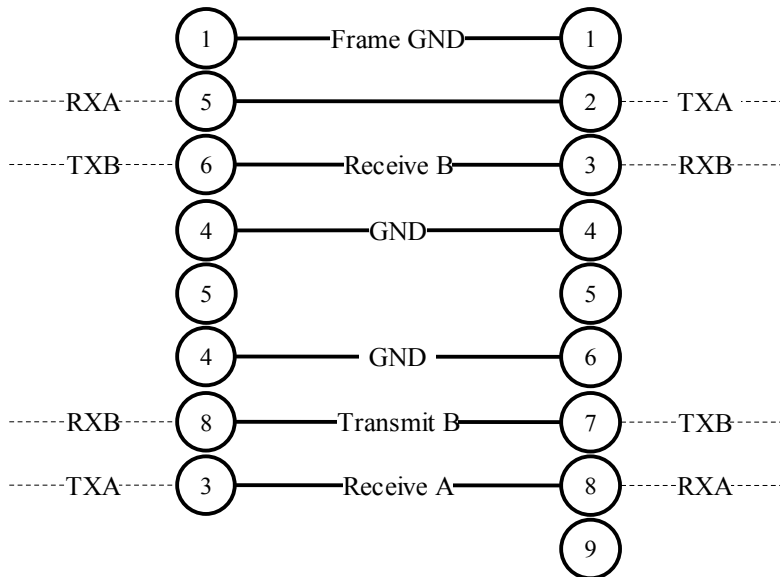 1 Frame GND 1
RXA 5 2 TXA
TXB 6 Receive B 3 RXB
4 GND 4
5 5
4 GND 6
RXB 8 Transmit B 7 TXB
TXA 3 Receive A 8 RXA
9